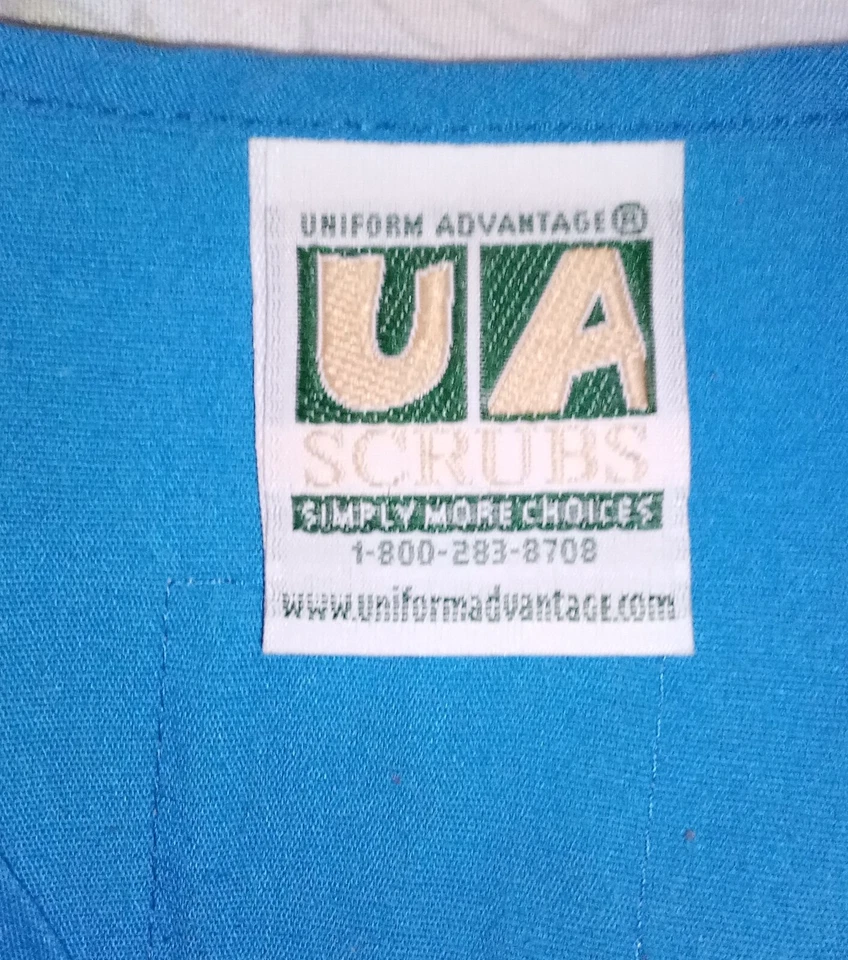 UNIFORM ADVANTAGE®
UA
SCRUBS
SIMPLY MORE CHOICES
1-800-283-8708
www.uniformadvantage.com